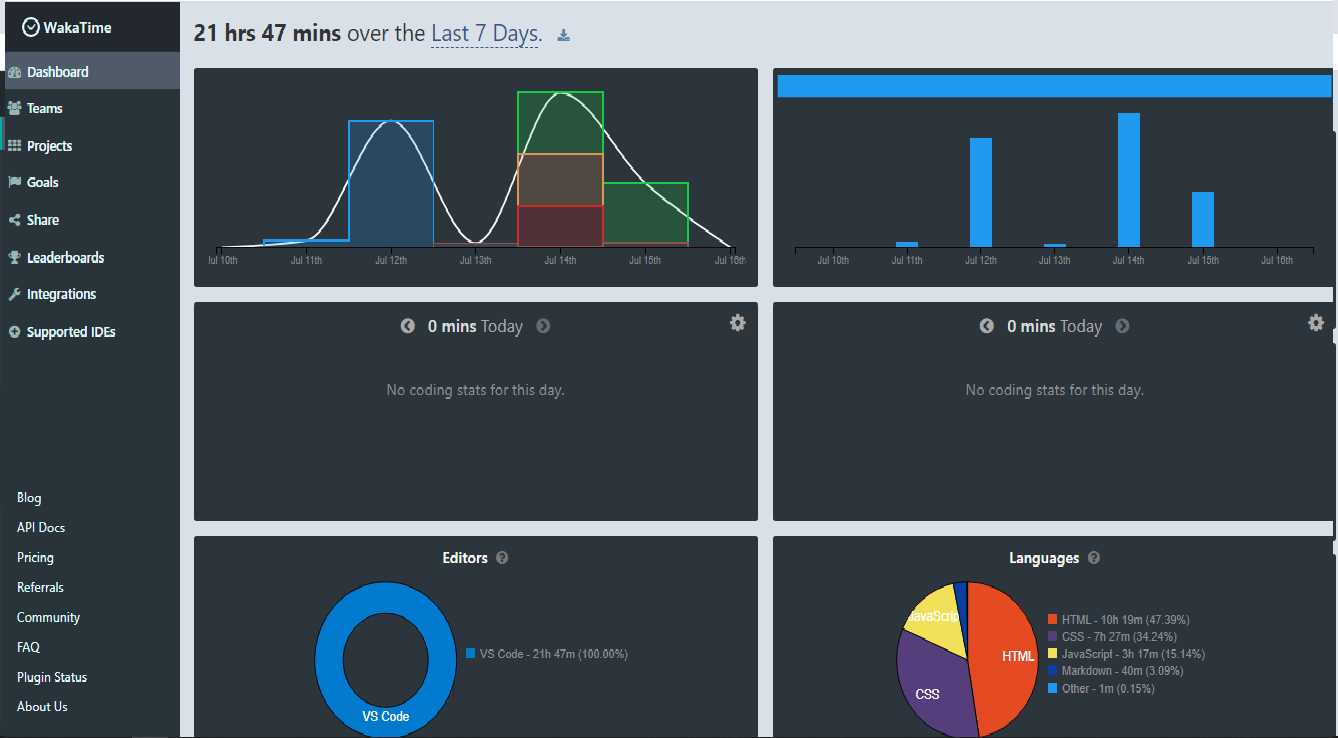 WakaTime
Dashboard
Teams
Projects
Goals
Share
Leaderboards
Integrations
Supported IDEs
Blog
API Docs
Pricing
Referrals
Community
FAQ
Plugin Status
About Us
21 hrs 47 mins over the Last 7 Days.
Jul 10th Jul 11th Jul 12th Jul 13th Jul 14th Jul 15th Jul 16th
Jul 10th Jul 11th Jul 12th Jul 13th Jul 14th Jul 15th Jul 16th
0 mins Today
No coding stats for this day.
0 mins Today
No coding stats for this day.
Editors ?
VS Code
VS Code - 21h 47m (100.00%)
Languages ?
JavaScrip
HTML
CSS
HTML - 10h 19m (47.39%)
CSS - 7h 27m (34.24%)
JavaScript - 3h 17m (15.14%)
Markdown - 40m (3.09%)
Other - 1m (0.15%)